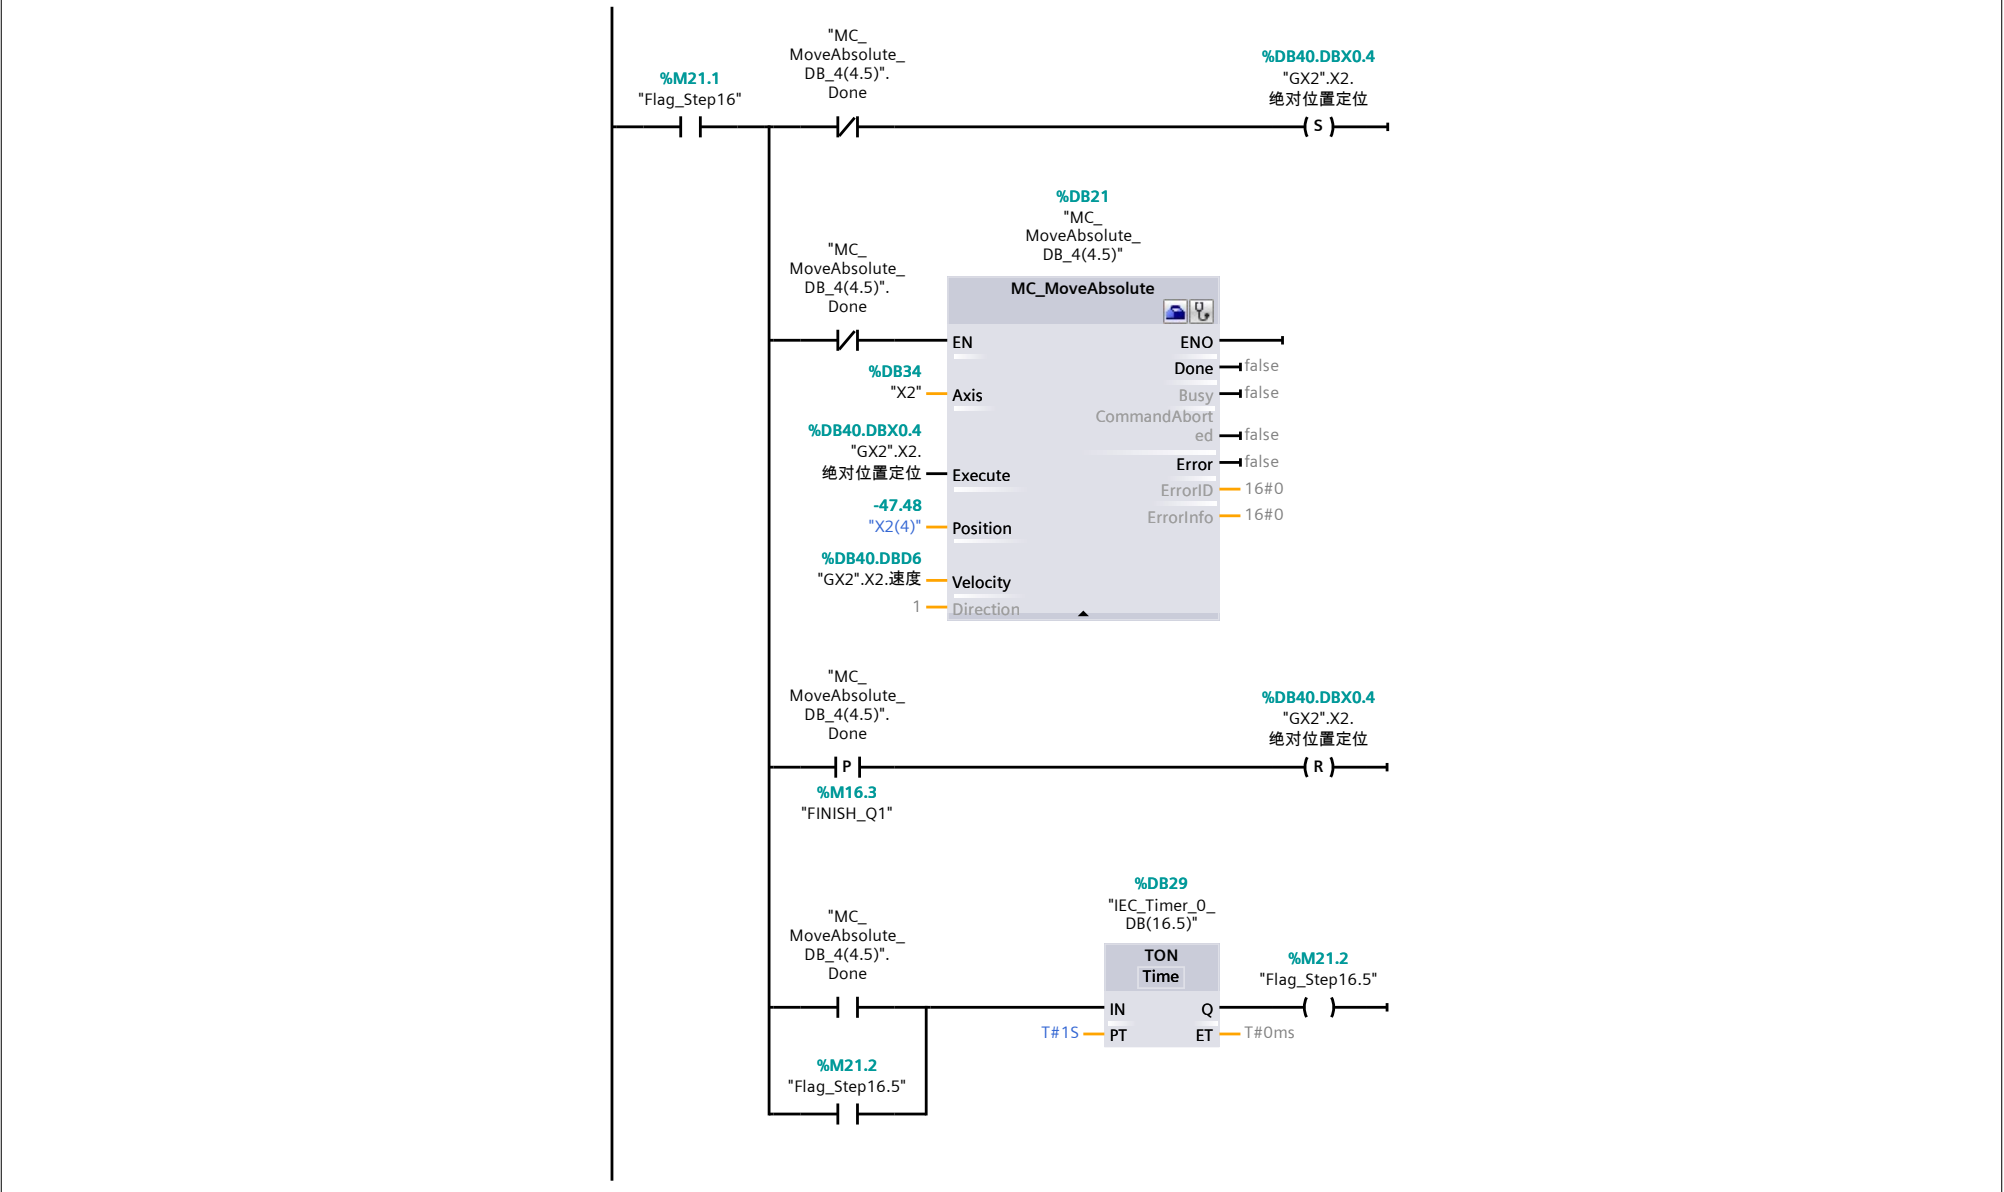 "MC_
MoveAbsolute_
DB_4(4.5)".
Done
%M21.1
"Flag_Step16"
%DB40.DBX0.4
"GX2".X2.
绝对位置定位
S
%DB21
"MC_
MoveAbsolute_
DB_4(4.5)"
"MC_
MoveAbsolute_
DB_4(4.5)".
Done
MC_MoveAbsolute
EN
ENO
Done
false
%DB34
"X2"
Axis
Busy
false
CommandAbort
ed
false
%DB40.DBX0.4
"GX2".X2.
绝对位置定位
Execute
Error
false
ErrorID
16#0
-47.48
"X2(4)"
Position
ErrorInfo
16#0
%DB40.DBD6
"GX2".X2.速度
Velocity
1
Direction
"MC_
MoveAbsolute_
DB_4(4.5)".
Done
P
%M16.3
"FINISH_Q1"
%DB40.DBX0.4
"GX2".X2.
绝对位置定位
R
%DB29
"IEC_Timer_0_
DB(16.5)"
"MC_
MoveAbsolute_
DB_4(4.5)".
Done
TON
Time
%M21.2
"Flag_Step16.5"
IN
Q
T#1S
PT
ET
T#0ms
%M21.2
"Flag_Step16.5"